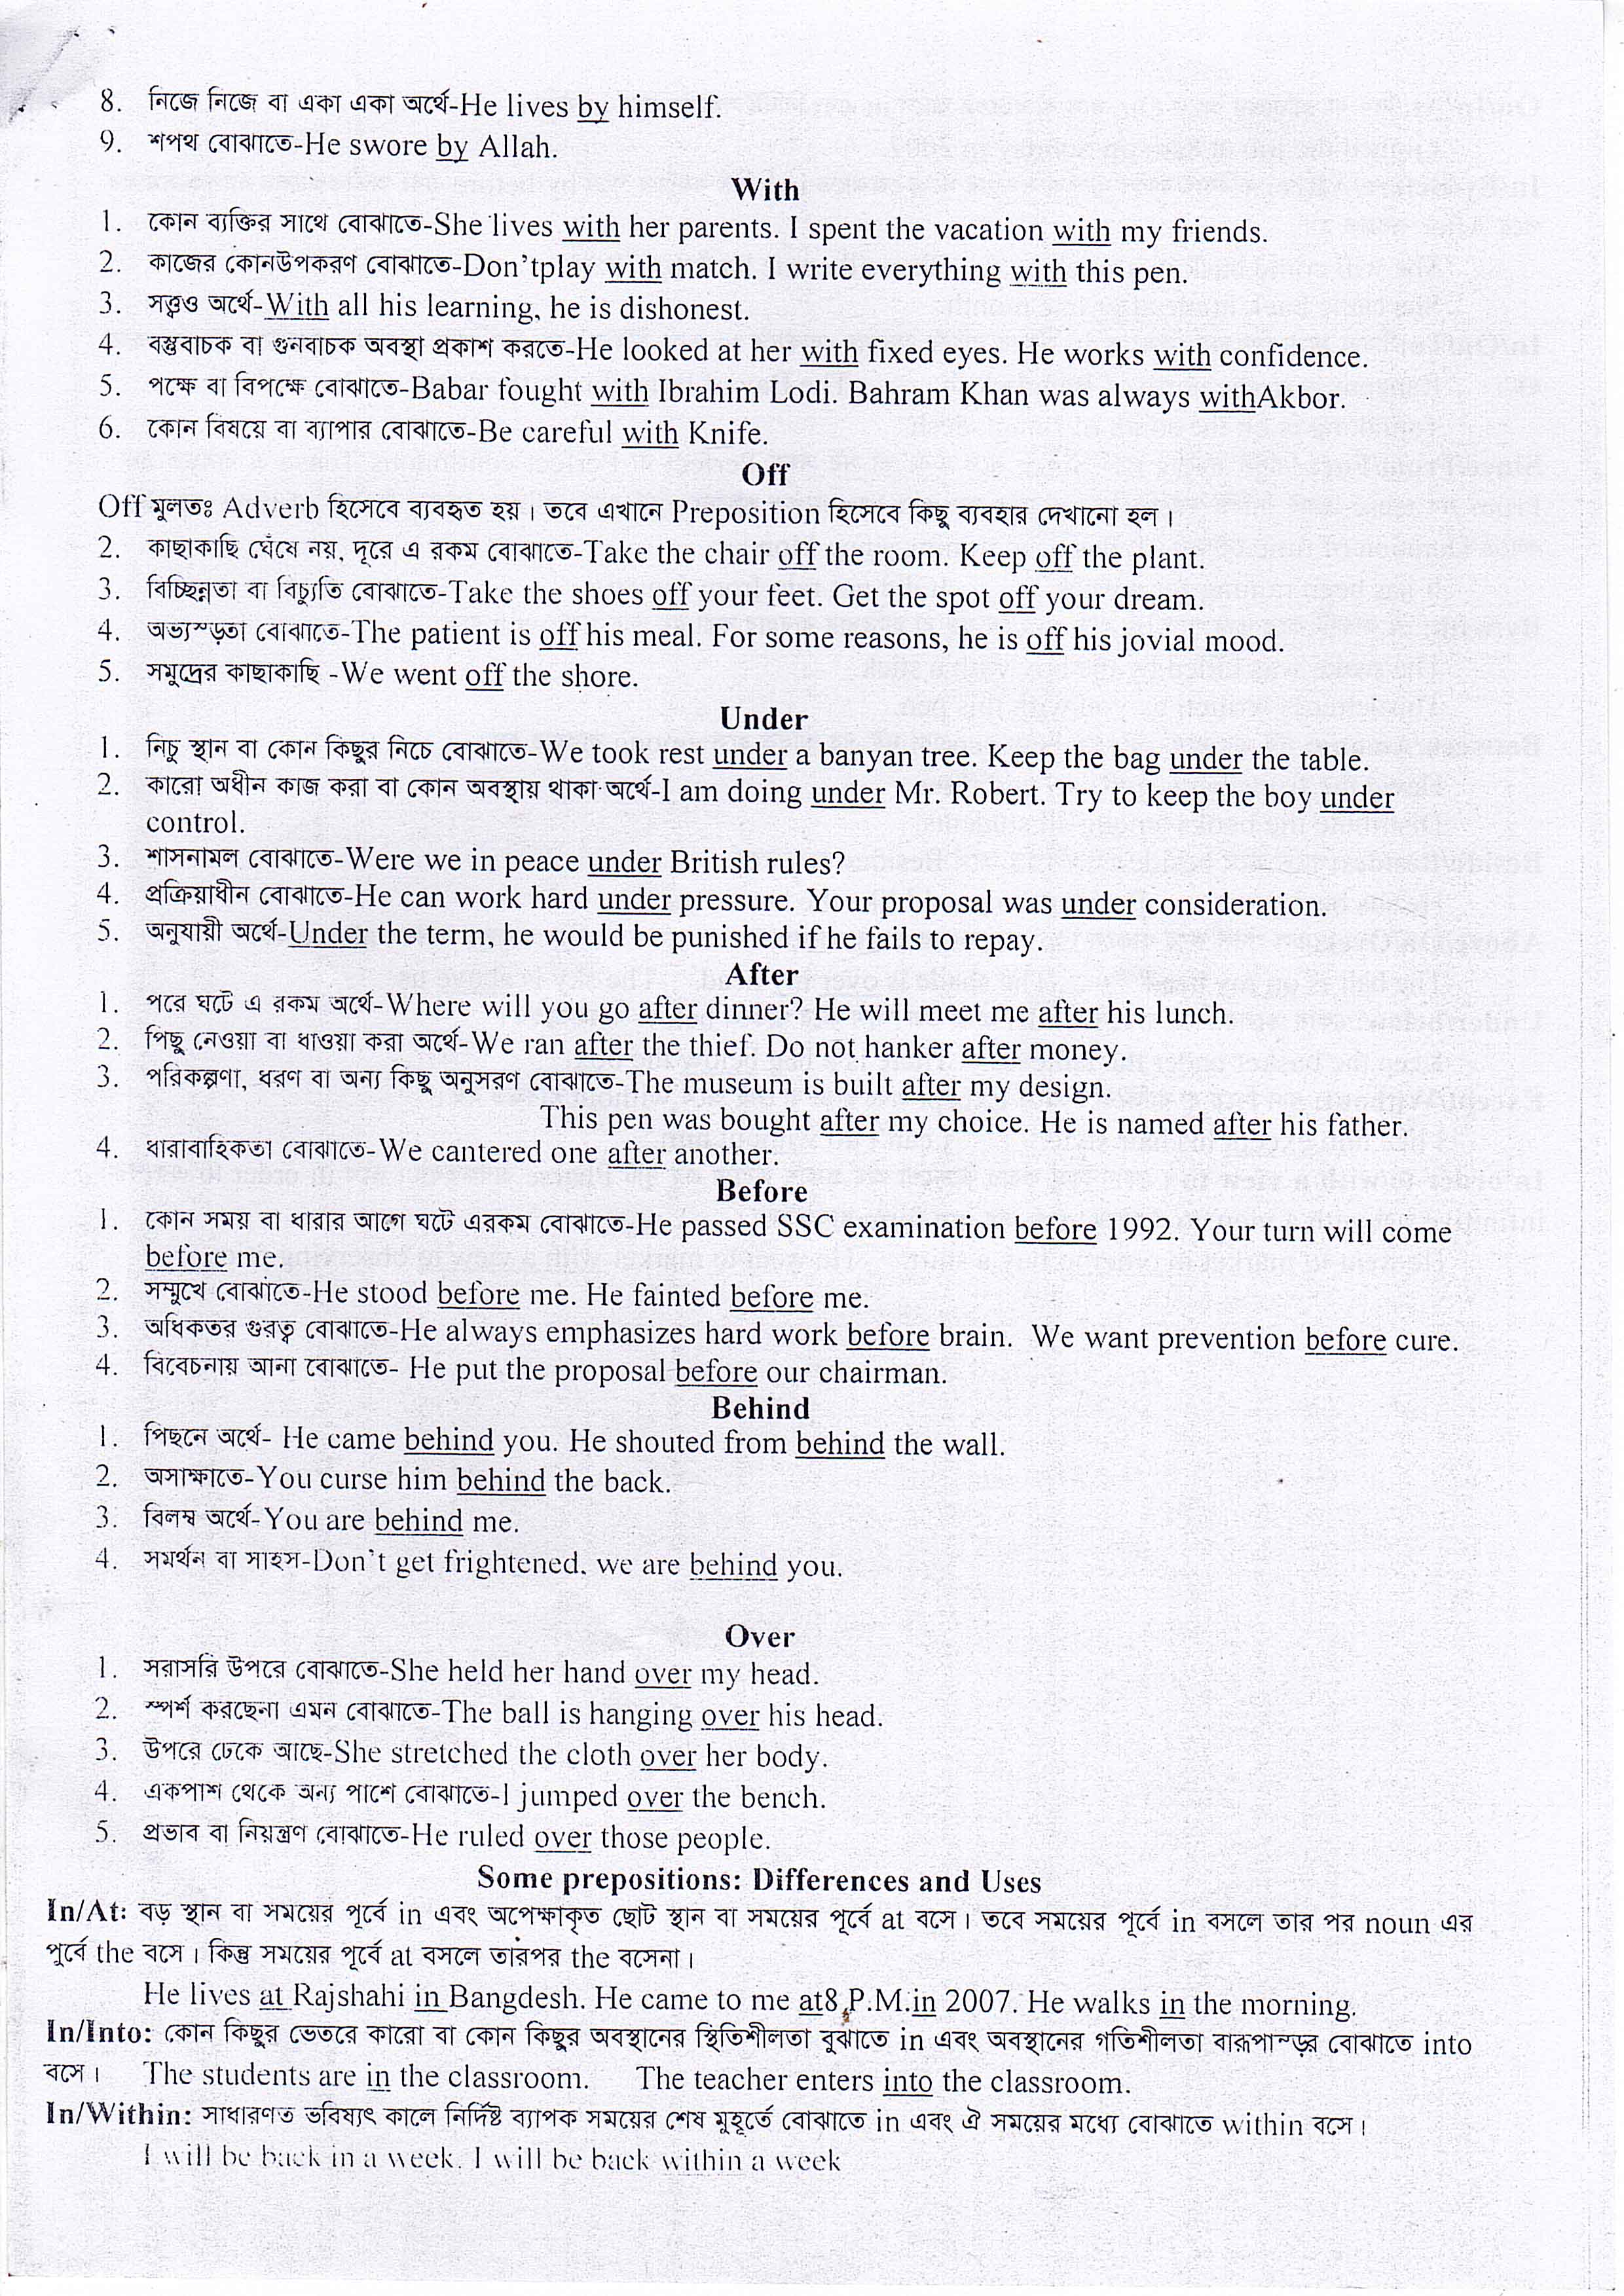 8. নিজে নিজে বা একা একা অর্থে-He lives by himself.
9. শপথ বোঝাতে-He swore by Allah.
With
1. কোন ব্যক্তির সাথে বোঝাতে-She lives with her parents. I spent the vacation with my friends.
2. কাজের কোনউপকরণ বোঝাতে-Don'tplay with match. I write everything with this pen.
3. সত্ত্বও অর্থে-With all his learning, he is dishonest.
4. বস্তুবাচক বা গুনবাচক অবস্থা প্রকাশ করতে-He looked at her with fixed eyes. He works with confidence.
5. পক্ষে বা বিপক্ষে বোঝাতে-Babar fought with Ibrahim Lodi. Bahram Khan was always withAkbor.
6. কোন বিষয়ে বা ব্যাপার বোঝাতে-Be careful with Knife.
Off
Off মুলতঃ Adverb হিসেবে ব্যবহৃত হয়। তবে এখানে Preposition হিসেবে কিছু ব্যবহার দেখানো হল।
2. কাছাকাছি ঘেঁষে নয়, দূরে এ রকম বোঝাতে-Take the chair off the room. Keep off the plant.
3. বিচ্ছিন্নতা বা বিচ্যুতি বোঝাতে-Take the shoes off your feet. Get the spot off your dream.
4. অভ্যস্ড়তা বোঝাতে-The patient is off his meal. For some reasons, he is off his jovial mood.
5. সমুদ্রের কাছাকাছি -We went off the shore.
Under
1. নিচু স্থান বা কোন কিছুর নিচে বোঝাতে-We took rest under a banyan tree. Keep the bag under the table.
2. কারো অধীন কাজ করা বা কোন অবস্থায় থাকা অর্থে-I am doing under Mr. Robert. Try to keep the boy under
control.
3. শাসনামল বোঝাতে-Were we in peace under British rules?
4. প্রক্রিয়াধীন বোঝাতে-He can work hard under pressure. Your proposal was under consideration.
5. অনুযায়ী অর্থে-Under the term, he would be punished if he fails to repay.
After
1. পরে ঘটে এ রকম অর্থে-Where will you go after dinner? He will meet me after his lunch.
2. পিছু নেওয়া বা ধাওয়া করা অর্থে-We ran after the thief. Do not hanker after money.
3. পরিকল্পণা, ধরণ বা অন্য কিছু অনুসরণ বোঝাতে-The museum is built after my design.
This pen was bought after my choice. He is named after his father.
4. ধারাবাহিকতা বোঝাতে-We cantered one after another.
Before
1. কোন সময় বা ধারার আগে ঘটে এরকম বোঝাতে-He passed SSC examination before 1992. Your turn will come
before me.
2. সম্মুখে বোঝাতে-He stood before me. He fainted before me.
3. অধিকতর গুরত্ব বোঝাতে-He always emphasizes hard work before brain. We want prevention before cure.
4. বিবেচনায় আনা বোঝাতে- He put the proposal before our chairman.
Behind
1. পিছনে অর্থে- He came behind you. He shouted from behind the wall.
2. অসাক্ষাতে-You curse him behind the back.
3. বিলম্ব অর্থে-You are behind me.
4. সমর্থন বা সাহস-Don't get frightened, we are behind you.
Over
1. সরাসরি উপরে বোঝাতে-She held her hand over my head.
2. স্পর্শ করছেনা এমন বোঝাতে-The ball is hanging over his head.
3. উপরে ঢেকে আছে-She stretched the cloth over her body.
4. একপাশ থেকে অন্য পাশে বোঝাতে-I jumped over the bench.
5. প্রভাব বা নিয়ন্ত্রণ বোঝাতে-He ruled over those people.
Some prepositions: Differences and Uses
In/At: বড় স্থান বা সময়ের পূর্বে in এবং অপেক্ষাকৃত ছোট স্থান বা সময়ের পূর্বে at বসে। তবে সময়ের পূর্বে in বসলে তার পর noun এর
পূর্বে the বসে। কিন্তু সময়ের পূর্বে at বসলে তারপর the বসেনা।
He lives at Rajshahi in Bangdesh. He came to me at8 P.M.in 2007. He walks in the morning.
In/Into: কোন কিছুর ভেতরে কারো বা কোন কিছুর অবস্থানের স্থিতিশীলতা বুঝাতে in এবং অবস্থানের গতিশীলতা বারূপাস্ড়র বোঝাতে into
বসে। The students are in the classroom. The teacher enters into the classroom.
In/Within: সাধারণত ভবিষ্যৎ কালে নির্দিষ্ট ব্যাপক সময়ের শেষ মুহূর্তে বোঝাতে in এবং ঐ সময়ের মধ্যে বোঝাতে within বসে।
I will be back in a week. I will be back within a week